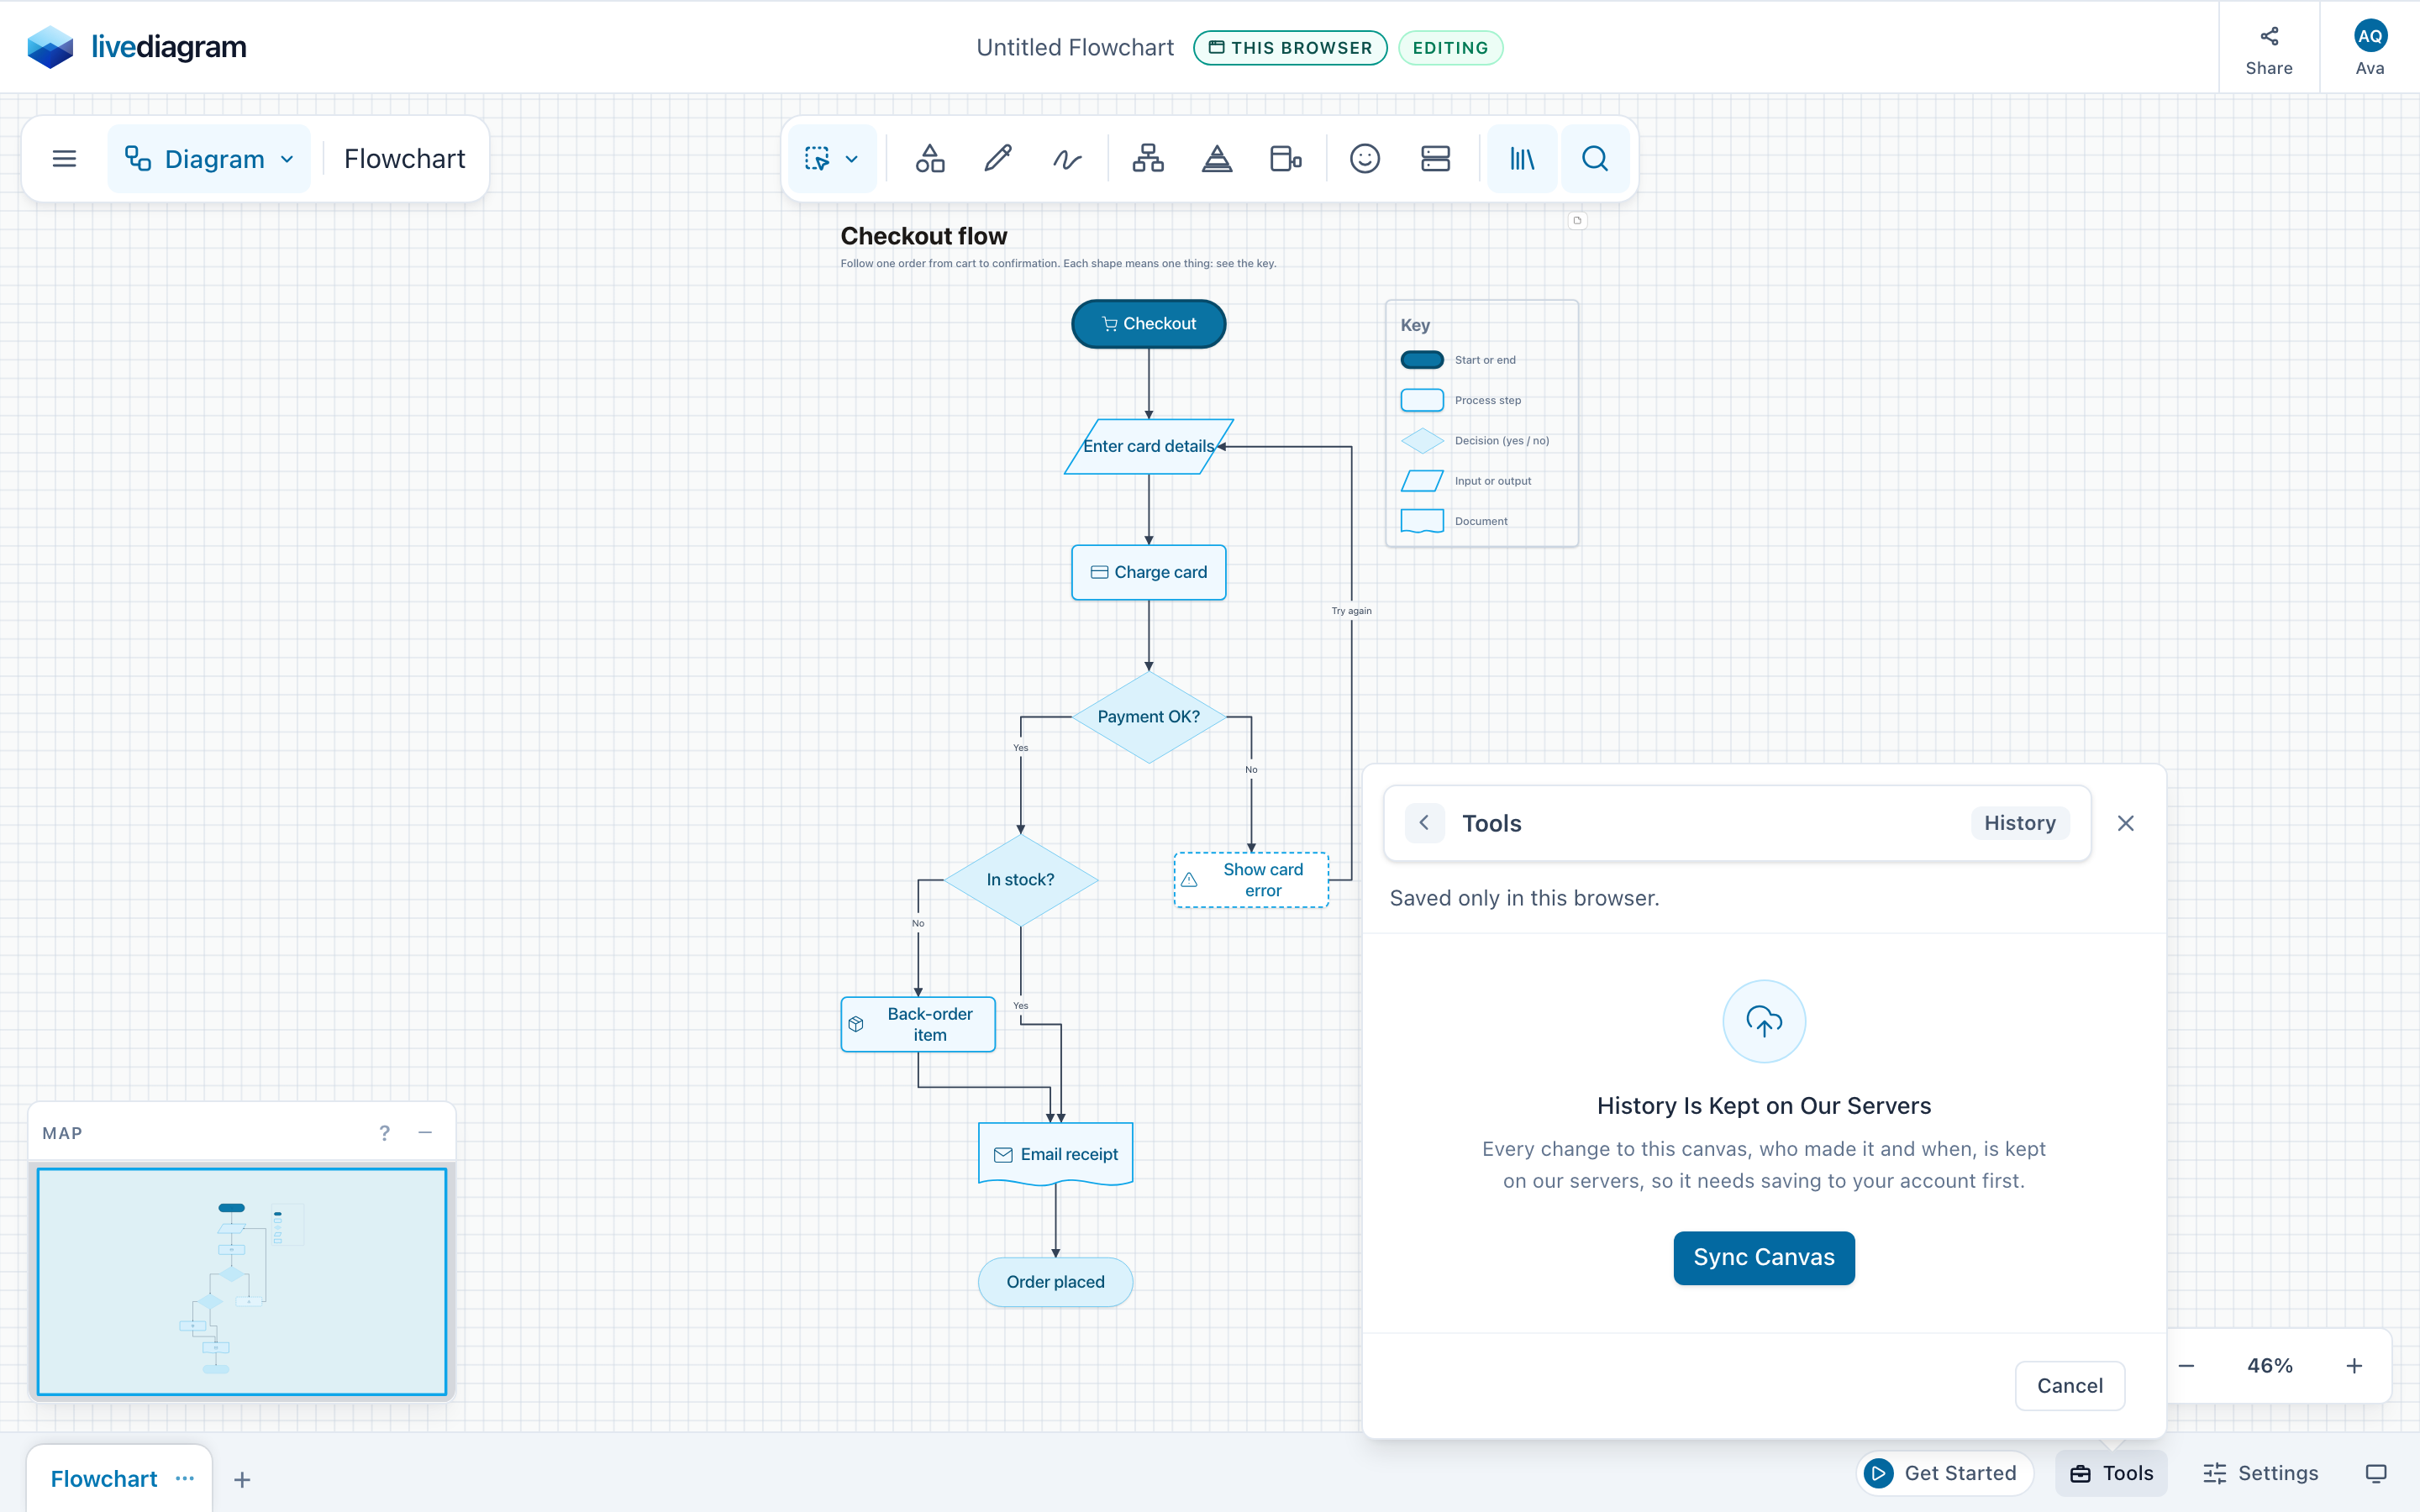 livediagram
Untitled Flowchart
THIS BROWSER
EDITING
Share
AQ
Ava
Diagram
Flowchart
Checkout flow
Follow one order from cart to confirmation. Each shape means one thing: see the key.
Checkout
Key
Start or end
Process step
Decision (yes / no)
Input or output
Document
Enter card details
Charge card
Try again
Payment OK?
Yes
No
In stock?
Show card
error
No
Yes
Back-order
item
Email receipt
Order placed
Tools
History
Saved only in this browser.
History Is Kept on Our Servers
Every change to this canvas, who made it and when, is kept
on our servers, so it needs saving to your account first.
Sync Canvas
Cancel
MAP
?
46%
Flowchart
Get Started
Tools
Settings